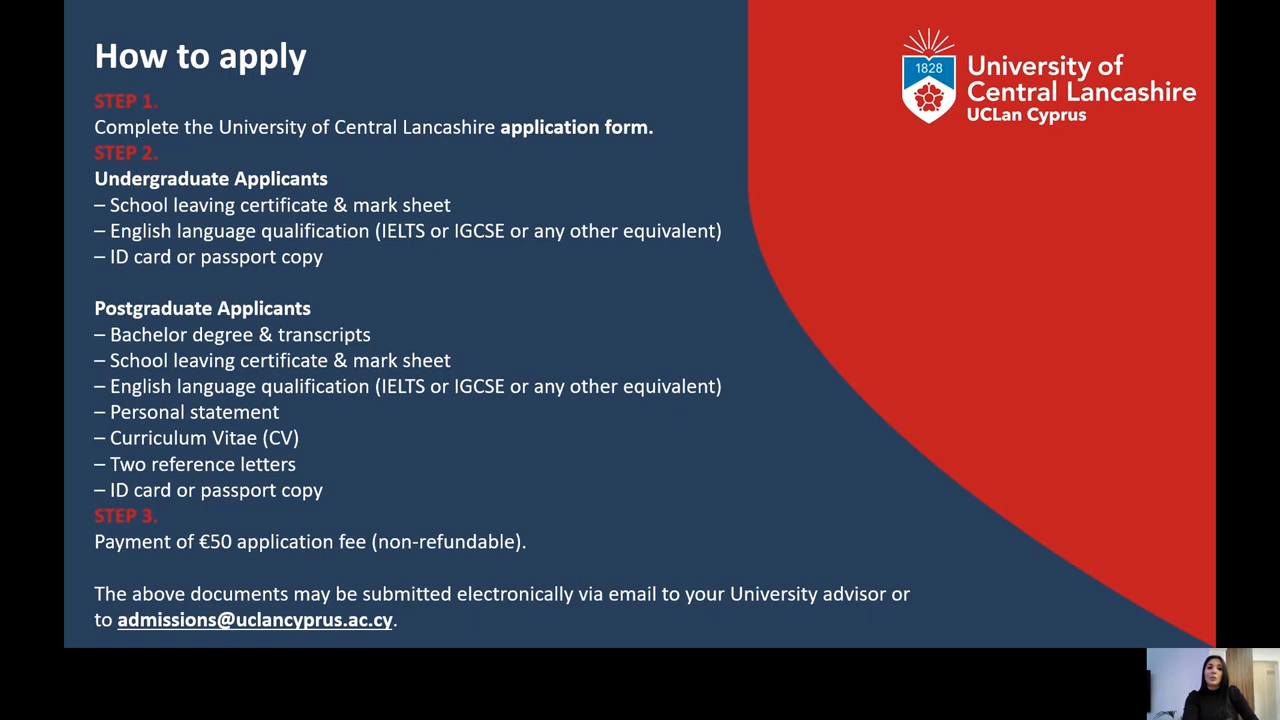 How to apply
STEP 1.
Complete the University of Central Lancashire application form.
STEP 2.
Undergraduate Applicants
– School leaving certificate & mark sheet
– English language qualification (IELTS or IGCSE or any other equivalent)
– ID card or passport copy
Postgraduate Applicants
– Bachelor degree & transcripts
– School leaving certificate & mark sheet
– English language qualification (IELTS or IGCSE or any other equivalent)
– Personal statement
– Curriculum Vitae (CV)
– Two reference letters
– ID card or passport copy
STEP 3.
Payment of €50 application fee (non-refundable).
The above documents may be submitted electronically via email to your University advisor or
to admissions@uclancyprus.ac.cy.
1828
University of
Central Lancashire
UCLan Cyprus